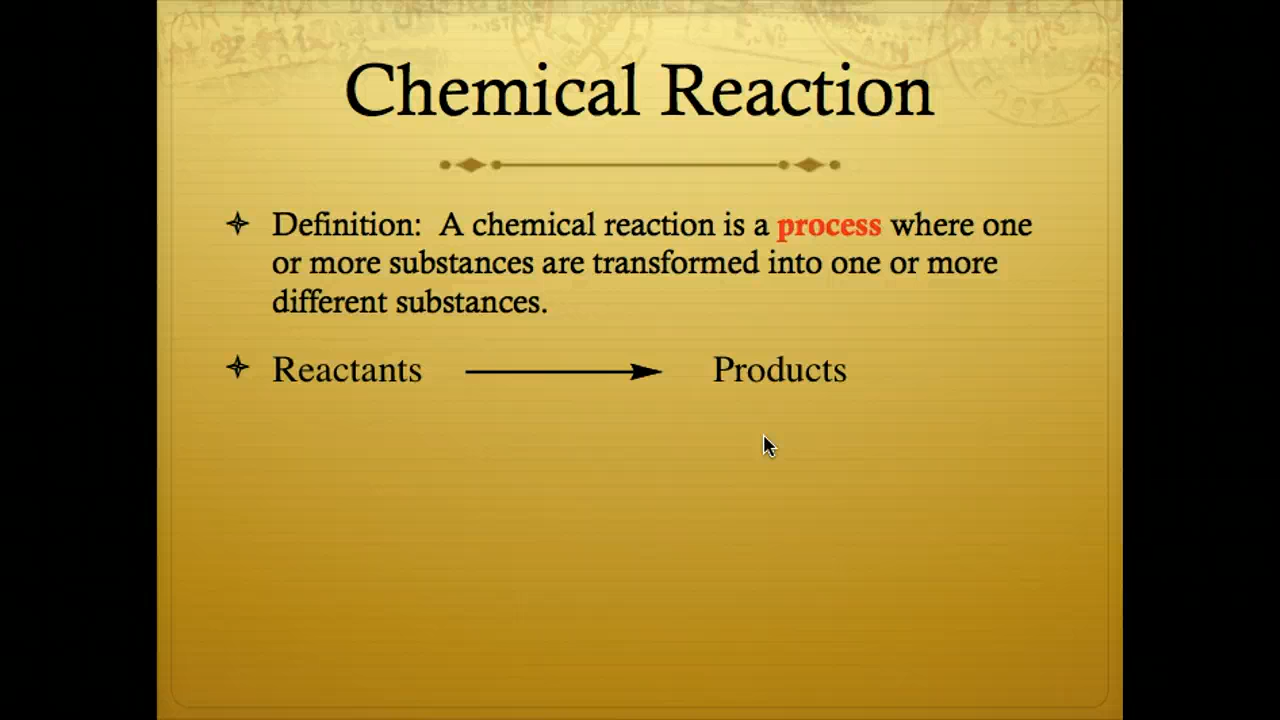 Chemical Reaction
Definition: A chemical reaction is a process where one
or more substances are transformed into one or more
different substances.
Reactants Products